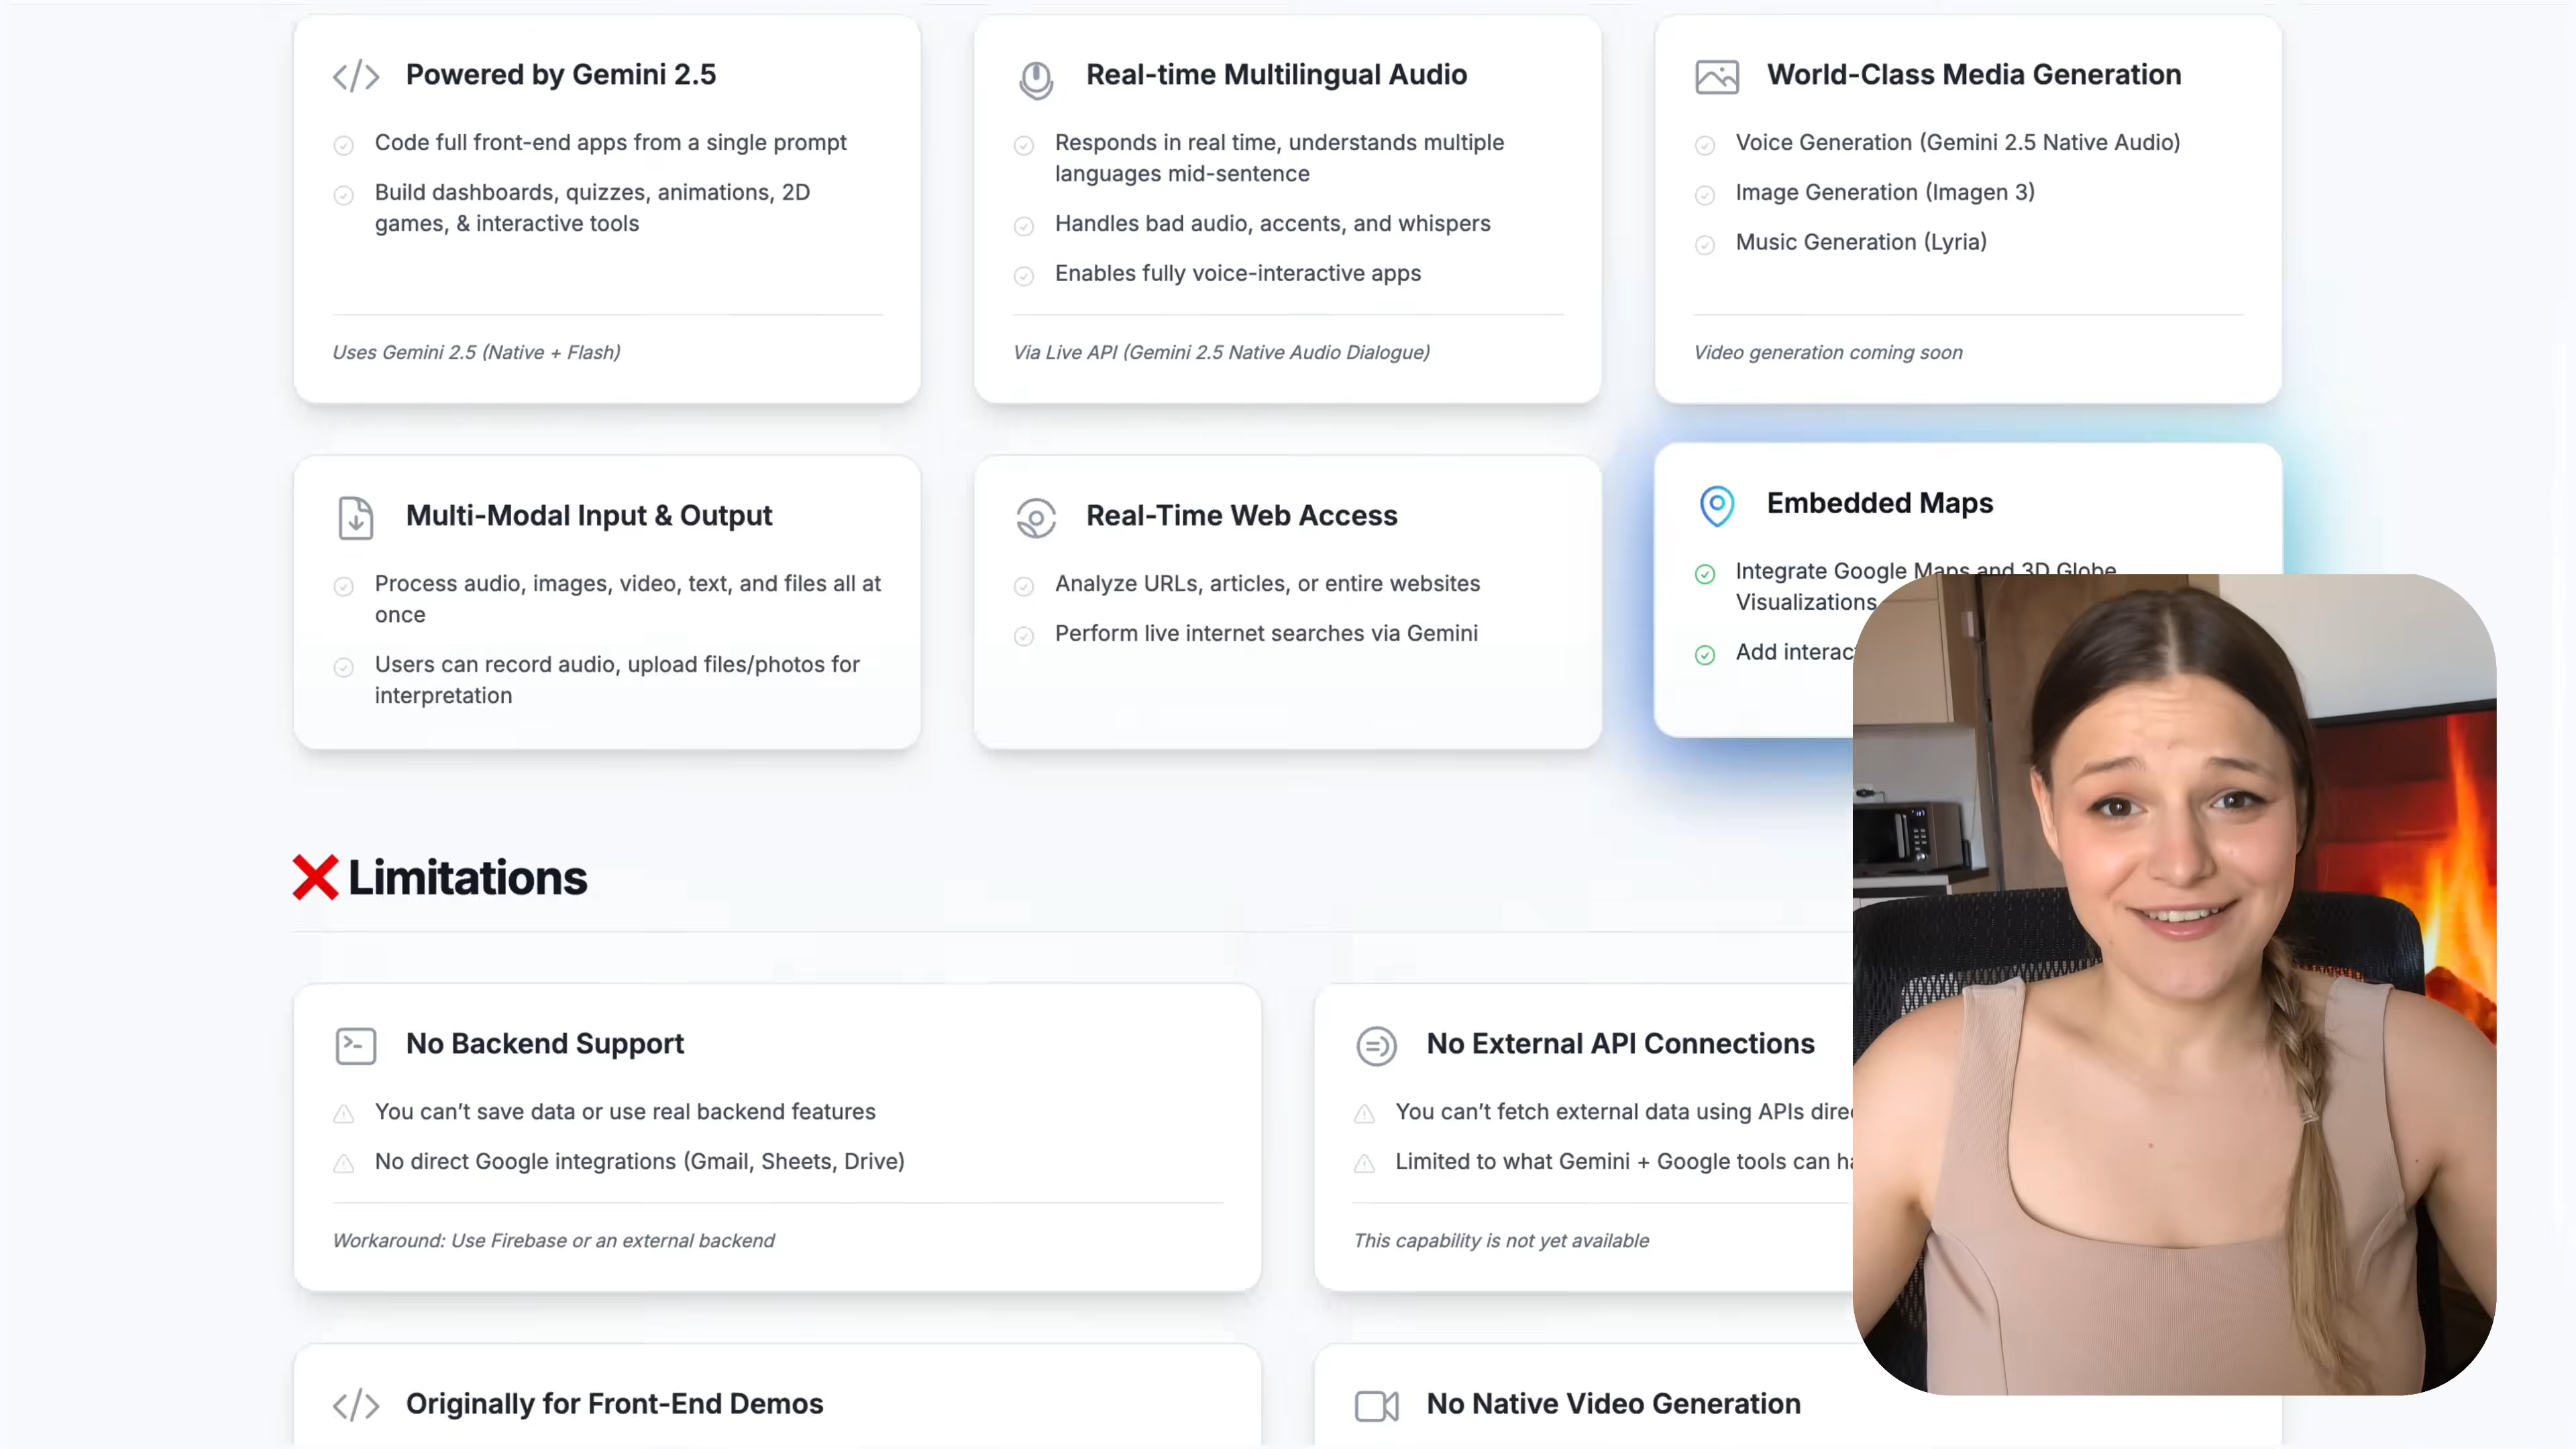 Powered by Gemini 2.5
Code full front-end apps from a single prompt
Build dashboards, quizzes, animations, 2D
games, & interactive tools
Uses Gemini 2.5 (Native + Flash)
Real-time Multilingual Audio
Responds in real time, understands multiple
languages mid-sentence
Handles bad audio, accents, and whispers
Enables fully voice-interactive apps
Via Live API (Gemini 2.5 Native Audio Dialogue)
World-Class Media Generation
Voice Generation (Gemini 2.5 Native Audio)
Image Generation (Imagen 3)
Music Generation (Lyria)
Video generation coming soon
Multi-Modal Input & Output
Process audio, images, video, text, and files all at
once
Users can record audio, upload files/photos for
interpretation
Real-Time Web Access
Analyze URLs, articles, or entire websites
Perform live internet searches via Gemini
Embedded Maps
Integrate Google Maps and 3D Globe
Visualizations
Add
❌ Limitations
No Backend Support
You can’t save data or use real backend features
No direct Google integrations (Gmail, Sheets, Drive)
Workaround: Use Firebase or an external backend
No External API Connections
You can’t fetch external data using APIs
Limited to what Gemini + Google tools can
This capability is not yet available
Originally for Front-End Demos
No Native Video Generation